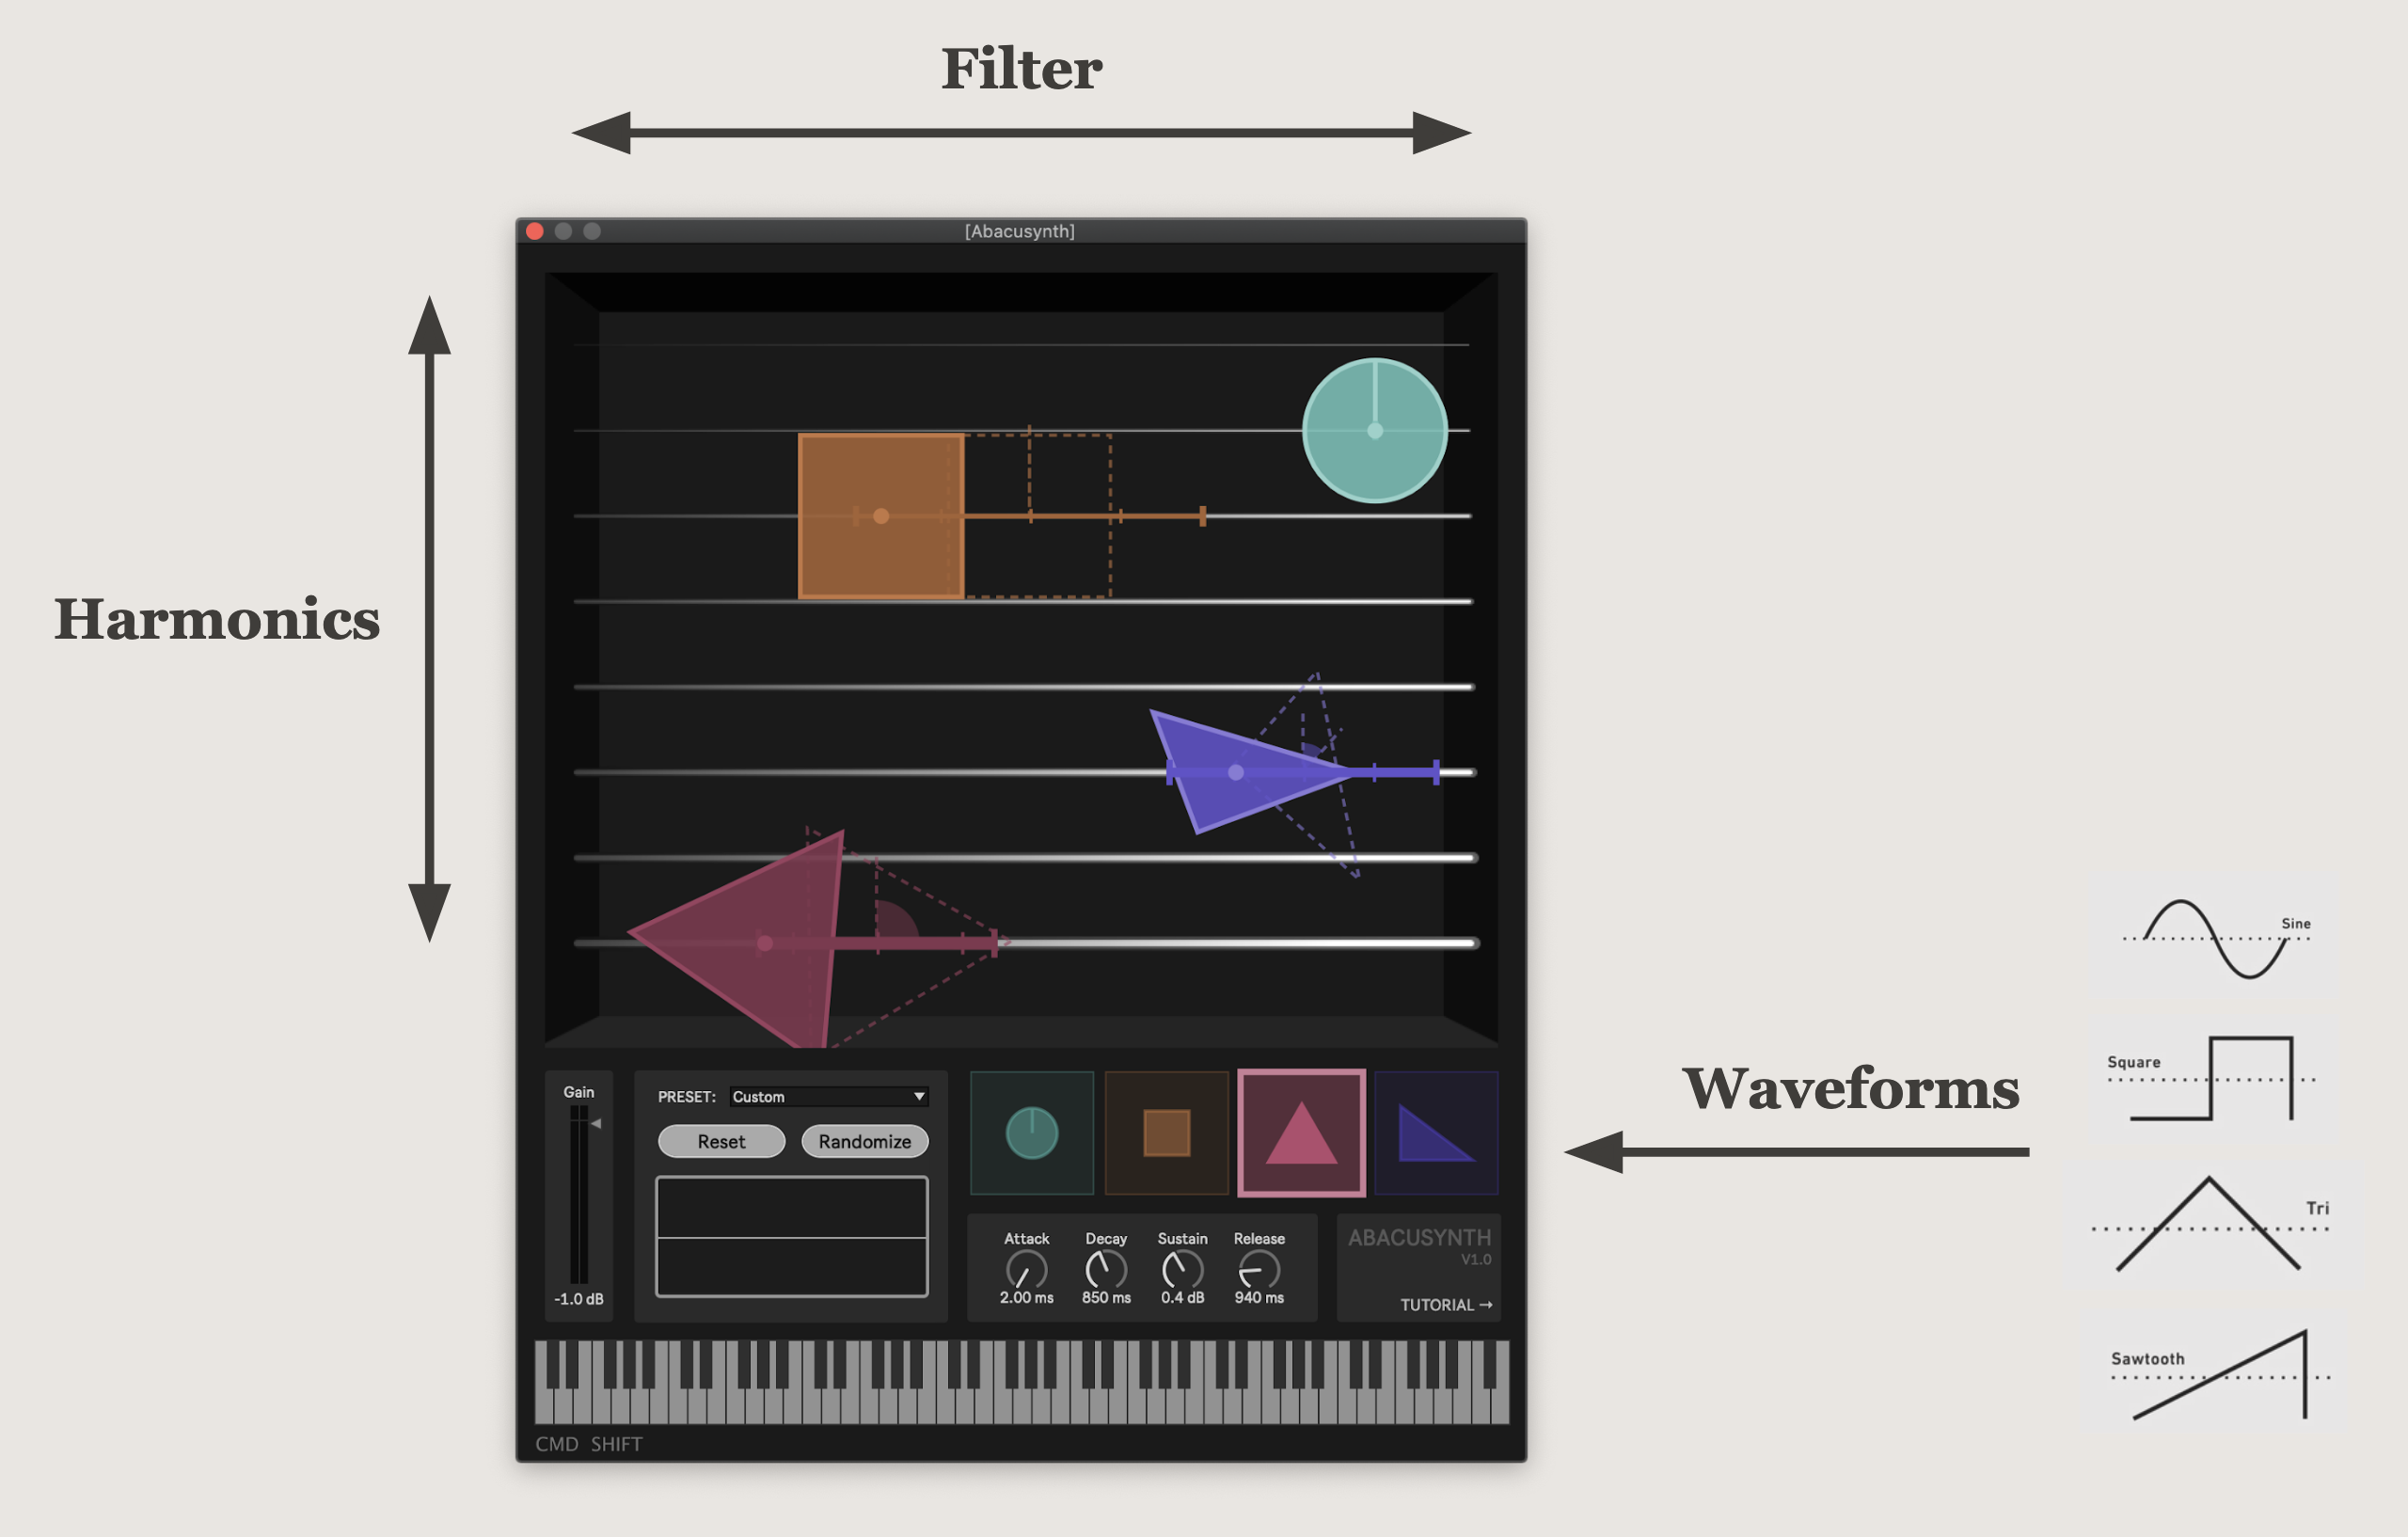 Filter
[Abacusynth]
Harmonics
Waveforms
Sine
Square
Tri
Sawtooth
Gain
-1.0 dB
PRESET: Custom
Reset Randomize
Attack Decay Sustain Release
2.00 ms 850 ms 0.4 dB 940 ms
ABACUSYNTH
V1.0
TUTORIAL →
CMD SHIFT